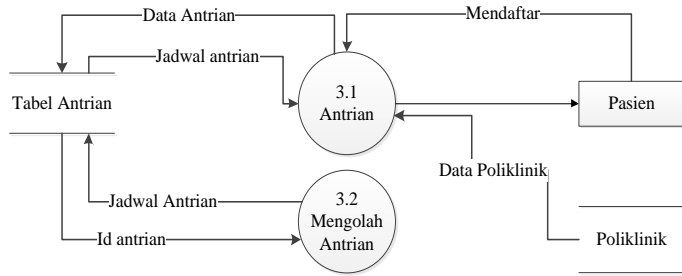 Data Antrian
Mendaftar
Jadwal antrian
3.1
Antrian
Tabel Antrian
Pasien
Data Poliklinik
3.2
Mengolah
Antrian
Jadwal Antrian
Id antrian
Poliklinik